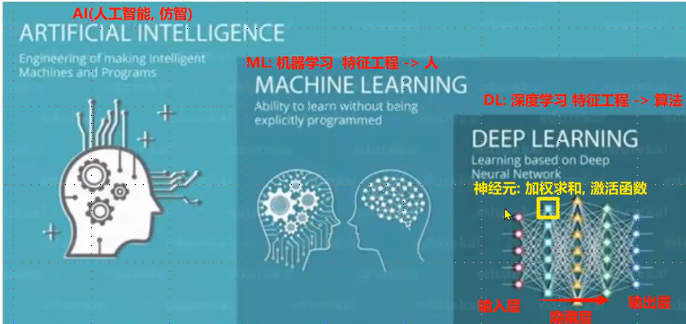 AI(人工智能, 仿智)
ARTIFICIAL INTELLIGENCE
Engineering of making Intelligent
Machines and Programs
ML: 机器学习 特征工程 -> 人
MACHINE LEARNING
Ability to learn without being
explicitly programmed
DL: 深度学习 特征工程 -> 算法
DEEP LEARNING
Learning based on Deep
Neural Network
神经元: 加权求和, 激活函数
输入层
隐藏层
输出层